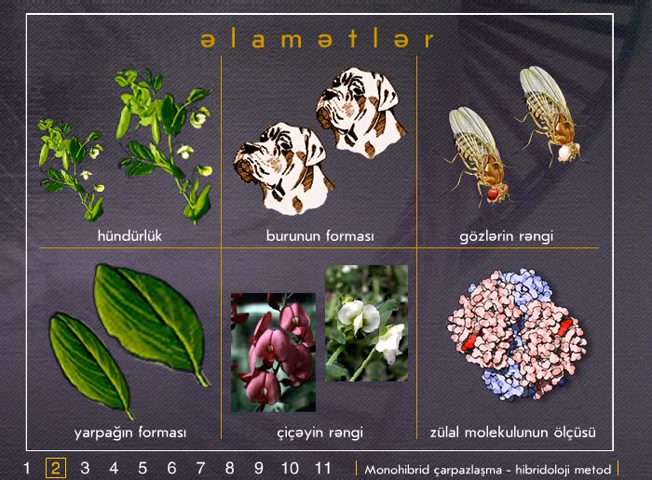 əlamətlər
hündürlük
burunun forması
gözlərin rəngi
yarpağın forması
çiçəyin rəngi
zülal molekulunun ölçüsü
1 2 3 4 5 6 7 8 9 10 11
Monohibrid çarpazlaşma - hibridoloji metod